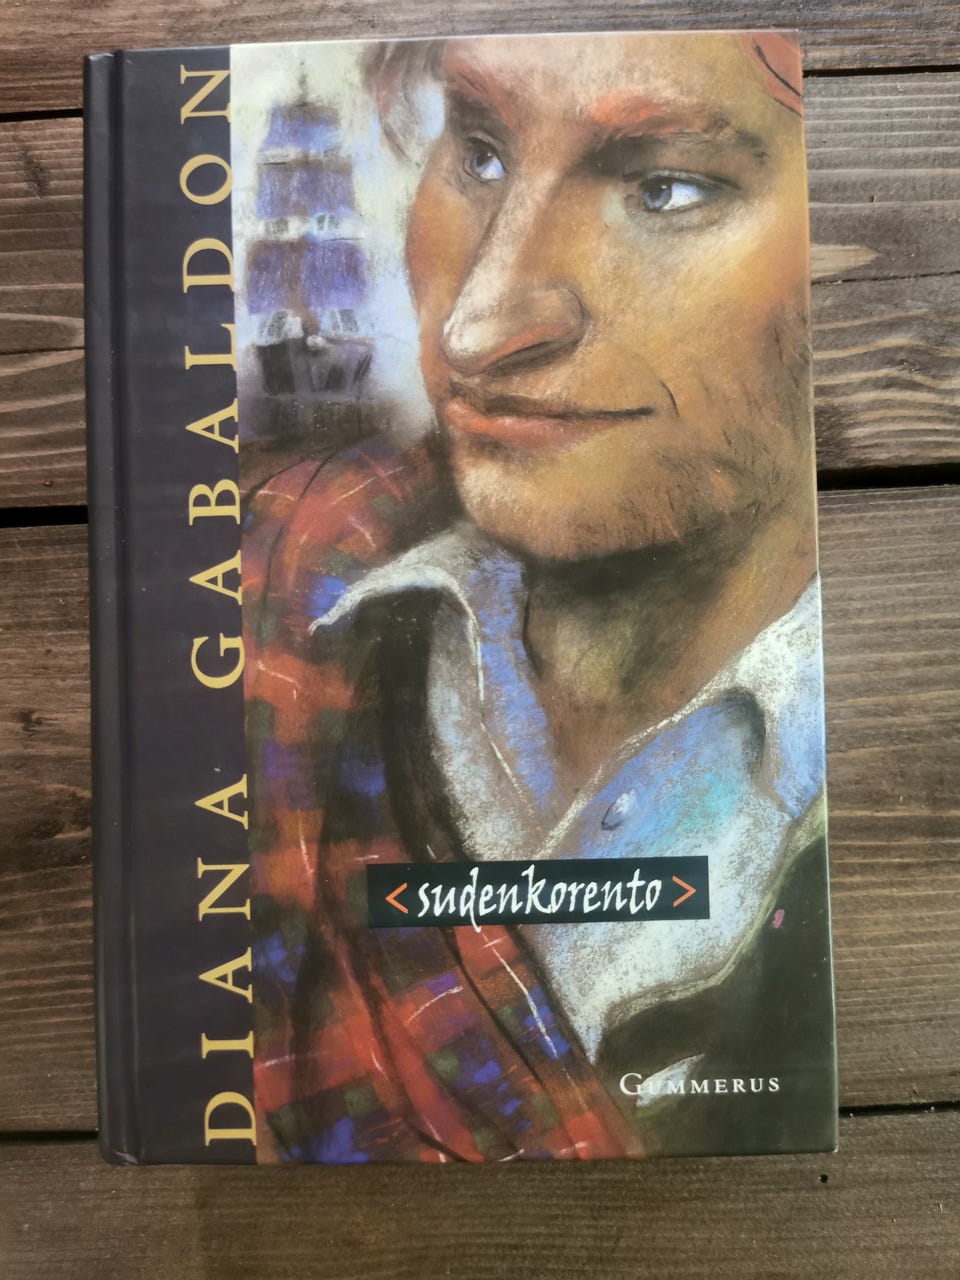 DIANA GABALDON
< sudenkorento >
GUMMERUS